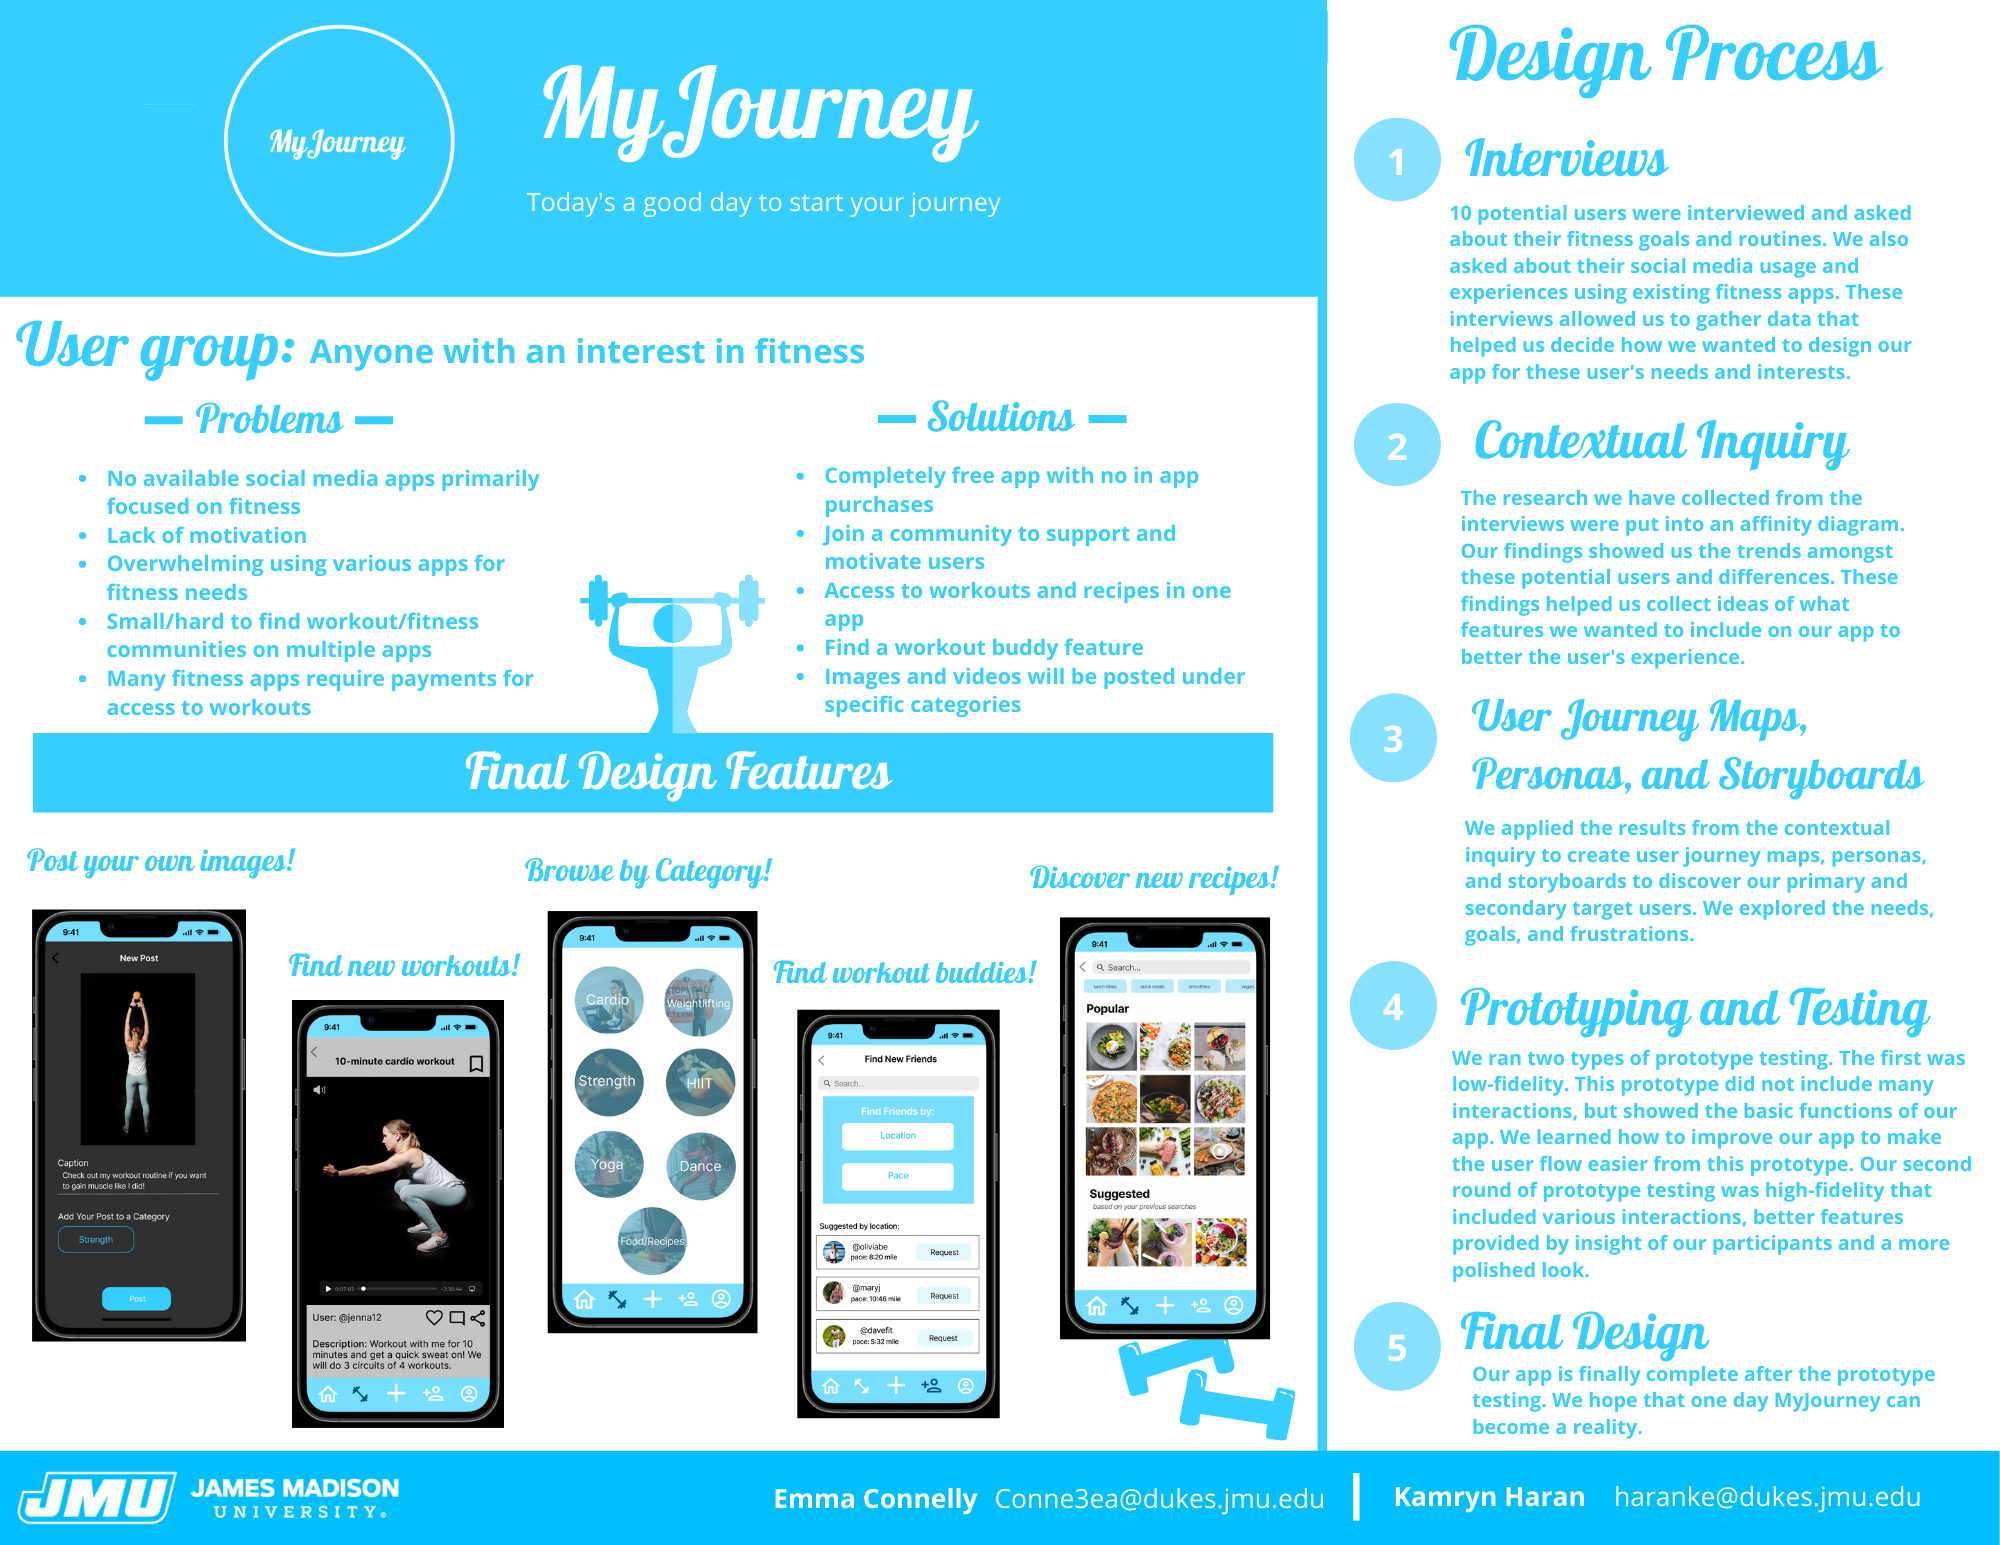 MyJourney
MyJourney
Today's a good day to start your journey
User group: Anyone with an interest in fitness
Problems
• No available social media apps primarily
focused on fitness
• Lack of motivation
• Overwhelming using various apps for
fitness needs
• Small/hard to find workout/fitness
communities on multiple apps
• Many fitness apps require payments for
access to workouts
Solutions
• Completely free app with no in app
purchases
• Join a community to support and
motivate users
• Access to workouts and recipes in one
app
• Find a workout buddy feature
• Images and videos will be posted under
specific categories
Final Design Features
Post your own images!
9:41
New Post
Caption
Check out my workout routine if you want
to gain muscle like I did!
Add Your Post to a Category
Strength
Post
Find new workouts!
9:41
10-minute cardio workout
User: @jenna12
Description: Workout with me for 10
minutes and get a quick sweat on! We
will do 3 circuits of 4 workouts.
Browse by Category!
9:41
Cardio
Weightlifting
Strength
HIIT
Yoga
Dance
Food/Recipes
Find workout buddies!
9:41
Find New Friends
Search...
Find Friends by:
Location
Pace
Suggested by location:
@oliviabe
pace: 8:20 mile
Request
@maryj
pace: 10:46 mile
Request
@davefit
pace: 5:32 mile
Request
Discover new recipes!
9:41
Search...
lunch ideas
quick meals
smoothies
vegan
Popular
Suggested
based on your previous searches
Design Process
1
Interviews
10 potential users were interviewed and asked
about their fitness goals and routines. We also
asked about their social media usage and
experiences using existing fitness apps. These
interviews allowed us to gather data that
helped us decide how we wanted to design our
app for these user's needs and interests.
2
Contextual Inquiry
The research we have collected from the
interviews were put into an affinity diagram.
Our findings showed us the trends amongst
these potential users and differences. These
findings helped us collect ideas of what
features we wanted to include on our app to
better the user's experience.
3
User Journey Maps,
Personas, and Storyboards
We applied the results from the contextual
inquiry to create user journey maps, personas,
and storyboards to discover our primary and
secondary target users. We explored the needs,
goals, and frustrations.
4
Prototyping and Testing
We ran two types of prototype testing. The first was
low-fidelity. This prototype did not include many
interactions, but showed the basic functions of our
app. We learned how to improve our app to make
the user flow easier from this prototype. Our second
round of prototype testing was high-fidelity that
included various interactions, better features
provided by insight of our participants and a more
polished look.
5
Final Design
Our app is finally complete after the prototype
testing. We hope that one day MyJourney can
become a reality.
JMU
JAMES MADISON
UNIVERSITY®
Emma Connelly Conne3ea@dukes.jmu.edu
Kamryn Haran haranke@dukes.jmu.edu